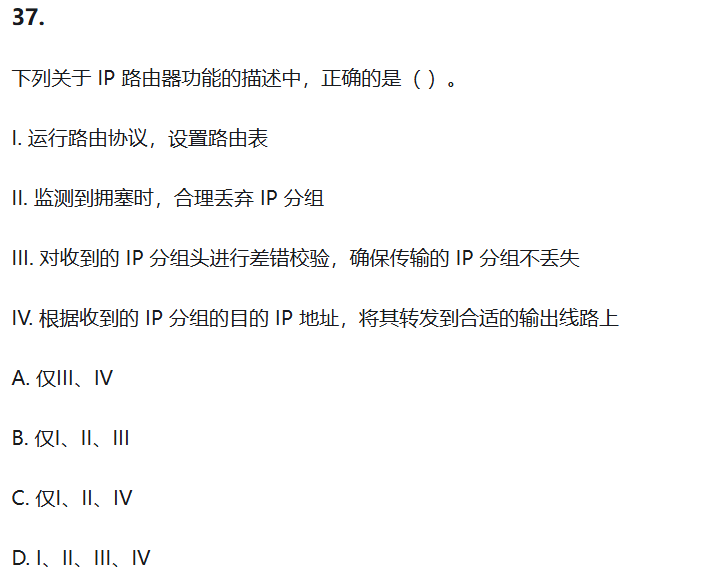 37.
下列关于 IP 路由器功能的描述中，正确的是（ ）。
I. 运行路由协议，设置路由表
II. 监测到拥塞时，合理丢弃 IP 分组
III. 对收到的 IP 分组头进行差错校验，确保传输的 IP 分组不丢失
IV. 根据收到的 IP 分组的目的 IP 地址，将其转发到合适的输出线路上
A. 仅III、IV
B. 仅I、II、III
C. 仅I、II、IV
D. I、II、III、IV